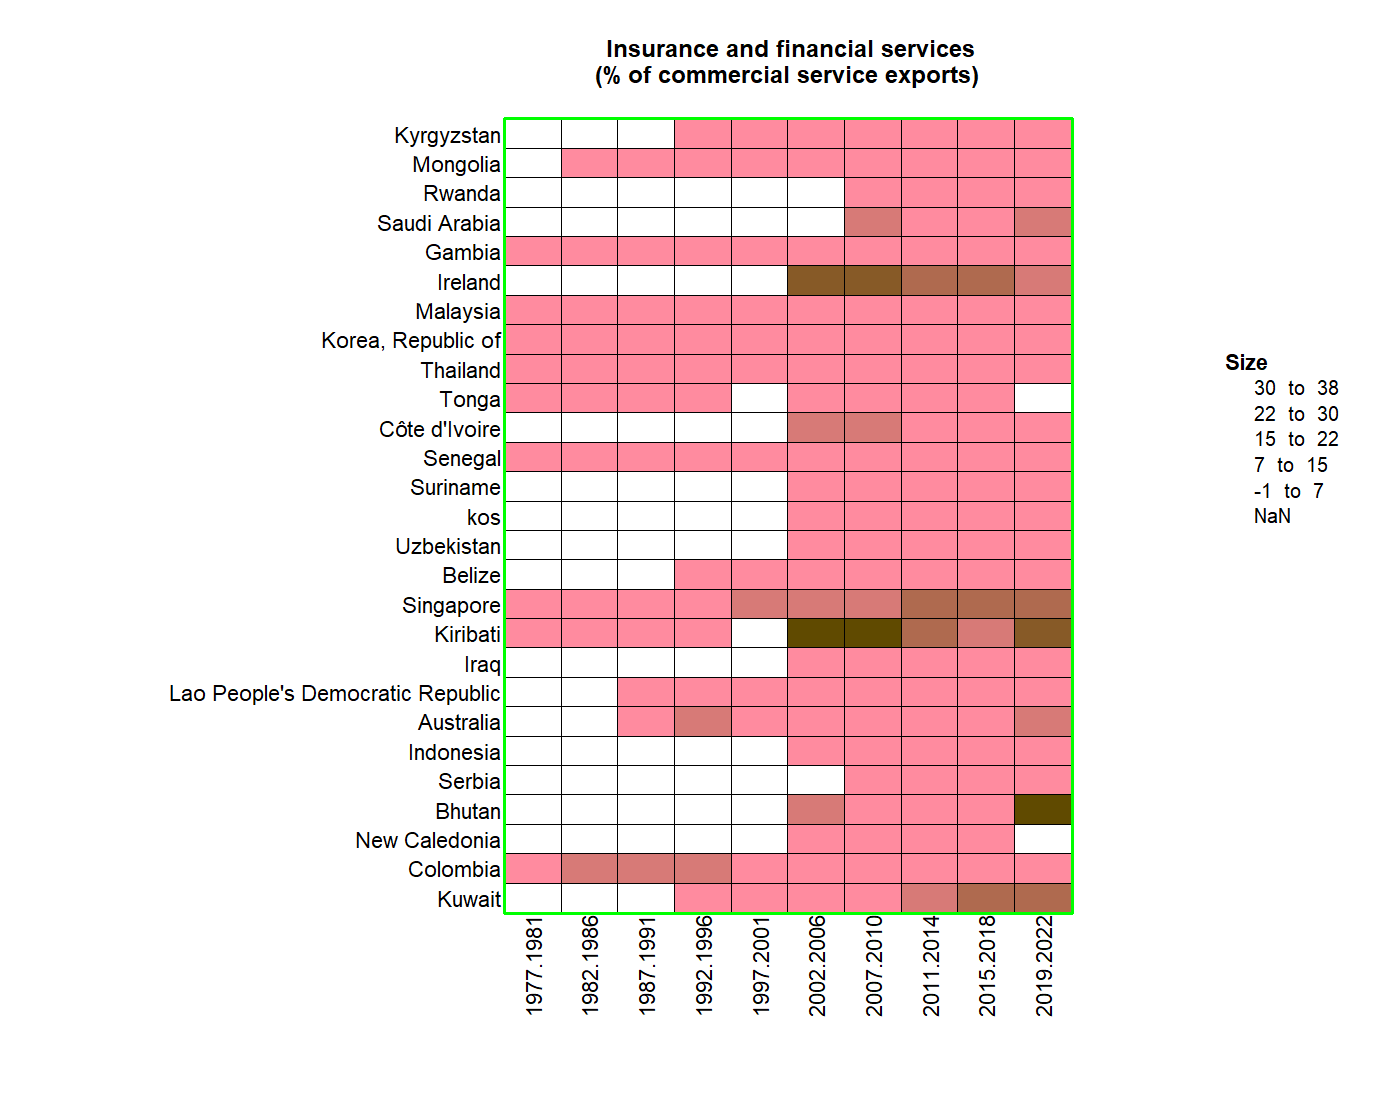 Insurance and financial services
(% of commercial service exports)
Kyrgyzstan
Mongolia
Rwanda
Saudi Arabia
Gambia
Ireland
Malaysia
Korea, Republic of
Thailand
Tonga
Côte d'Ivoire
Senegal
Suriname
kos
Uzbekistan
Belize
Singapore
Kiribati
Iraq
Lao People's Democratic Republic
Australia
Indonesia
Serbia
Bhutan
New Caledonia
Colombia
Kuwait
1977.1981
1982.1986
1987.1991
1992.1996
1997.2001
2002.2006
2007.2010
2011.2014
2015.2018
2019.2022
Size
30 to 38
22 to 30
15 to 22
7 to 15
-1 to 7
NaN